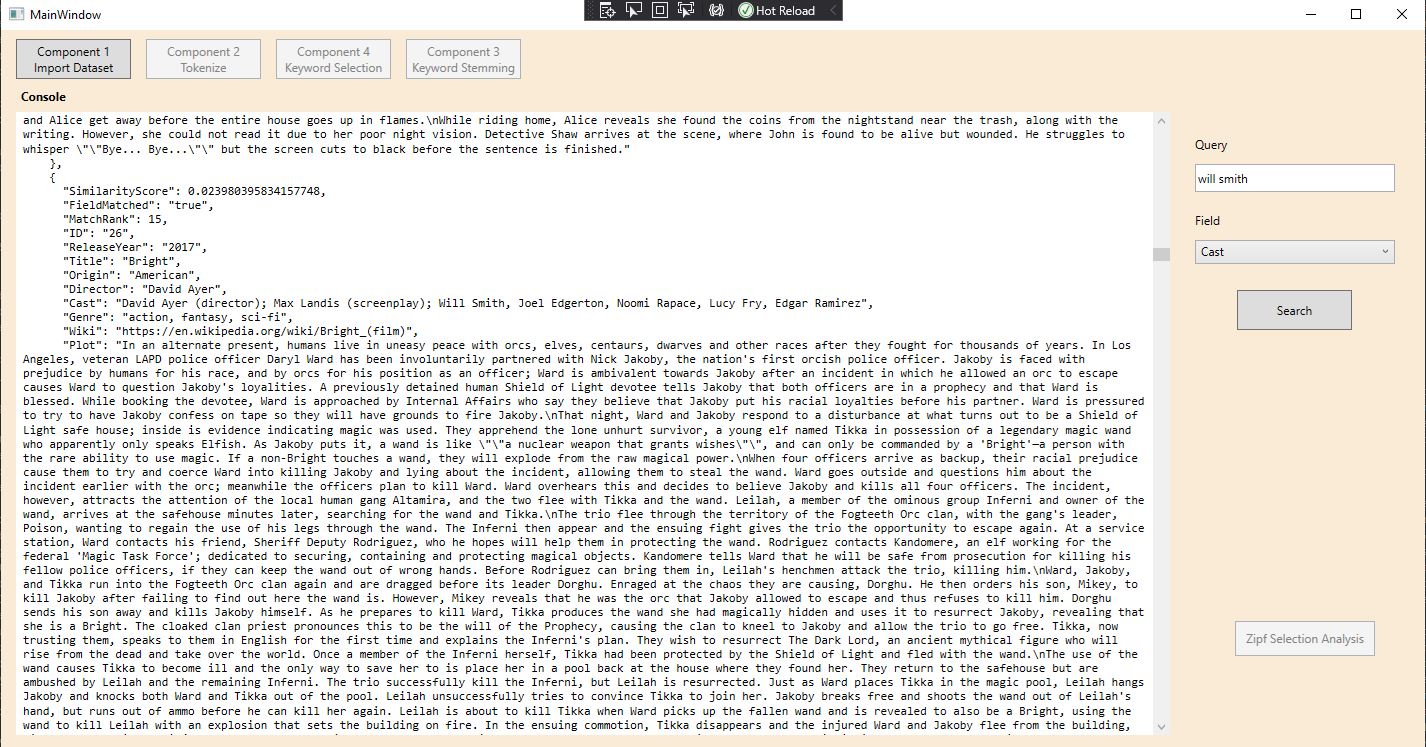 MainWindow
Hot Reload
Component 1
Import Dataset
Component 2
Tokenize
Component 4
Keyword Selection
Component 3
Keyword Stemming
Console
and Alice get away before the entire house goes up in flames.\nWhile riding home, Alice reveals she found the coins from the nightstand near the trash, along with the
writing. However, she could not read it due to her poor night vision. Detective Shaw arrives at the scene, where John is found to be alive but wounded. He struggles to
whisper \"\"Bye... Bye...\"\" but the screen cuts to black before the sentence is finished."
},
{
"SimilarityScore": 0.023980395834157748,
"FieldMatched": "true",
"MatchRank": 15,
"ID": "26",
"ReleaseYear": "2017",
"Title": "Bright",
"Origin": "American",
"Director": "David Ayer",
"Cast": "David Ayer (director); Max Landis (screenplay); Will Smith, Joel Edgerton, Noomi Rapace, Lucy Fry, Edgar Ramirez",
"Genre": "action, fantasy, sci-fi",
"Wiki": "https://en.wikipedia.org/wiki/Bright_(film)",
"Plot": "In an alternate present, humans live in uneasy peace with orcs, elves, centaurs, dwarves and other races after they fought for thousands of years. In Los
Angeles, veteran LAPD police officer Daryl Ward has been involuntarily partnered with Nick Jakoby, the nation's first orcish police officer. Jakoby is faced with
prejudice by humans for his race, and by orcs for his position as an officer; Ward is ambivalent towards Jakoby after an incident in which he allowed an orc to escape
causes Ward to question Jakoby's loyalities. A previously detained human Shield of Light devotee tells Jakoby that both officers are in a prophecy and that Ward is
blessed. While booking the devotee, Ward is approached by Internal Affairs who say they believe that Jakoby put his racial loyalties before his partner. Ward is pressured
to try to have Jakoby confess on tape so they will have grounds to fire Jakoby.\nThat night, Ward and Jakoby respond to a disturbance at what turns out to be a Shield of
Light safe house; inside is evidence indicating magic was used. They apprehend the lone unhurt survivor, a young elf named Tikka in possession of a legendary magic wand
who apparently only speaks Elfish. As Jakoby puts it, a wand is like \"\"a nuclear weapon that grants wishes\"\", and can only be commanded by a 'Bright'—a person with
the rare ability to use magic. If a non-Bright touches a wand, they will explode from the raw magical power.\nWhen four officers arrive as backup, their racial prejudice
cause them to try and coerce Ward into killing Jakoby and lying about the incident, allowing them to steal the wand. Ward goes outside and questions him about the
incident earlier with the orc; meanwhile the officers plan to kill Ward. Ward overhears this and decides to believe Jakoby and kills all four officers. The incident,
however, attracts the attention of the local human gang Altamira, and the two flee with Tikka and the wand. Leilah, a member of the ominous group Inferni and owner of the
wand, arrives at the safehouse minutes later, searching for the wand and Tikka.\nThe trio flee through the territory of the Fogteeth Orc clan, with the gang's leader,
Poison, wanting to regain the use of his legs through the wand. The Inferni then appear and the ensuing fight gives the trio the opportunity to escape again. At a service
station, Ward contacts his friend, Sheriff Deputy Rodriguez, who he hopes will help them in protecting the wand. Rodriguez contacts Kandomere, an elf working for the
federal 'Magic Task Force'; dedicated to securing, containing and protecting magical objects. Kandomere tells Ward that he will be safe from prosecution for killing his
fellow police officers, if they can keep the wand out of wrong hands. Before Rodriguez can bring them in, Leilah's henchmen attack the trio, killing him.\nWard, Jakoby,
and Tikka run into the Fogteeth Orc clan again and are dragged before its leader Dorghu. Enraged at the chaos they are causing, Dorghu. He then orders his son, Mikey, to
kill Jakoby after failing to find out here the wand is. However, Mikey reveals that he was the orc that Jakoby allowed to escape and thus refuses to kill him. Dorghu
sends his son away and kills Jakoby himself. As he prepares to kill Ward, Tikka produces the wand she had magically hidden and uses it to resurrect Jakoby, revealing that
she is a Bright. The cloaked clan priest pronounces this to be the will of the Prophecy, causing the clan to kneel to Jakoby and allow the trio to go free. Tikka, now
trusting them, speaks to them in English for the first time and explains the Inferni's plan. They wish to resurrect The Dark Lord, an ancient mythical figure who will
rise from the dead and take over the world. Once a member of the Inferni herself, Tikka had been protected by the Shield of Light and fled with the wand.\nThe use of the
wand causes Tikka to become ill and the only way to save her to is place her in a pool back at the house where they found her. They return to the safehouse but are
ambushed by Leilah and the remaining Inferni. The trio successfully kill the Inferni, but Leilah is resurrected. Just as Ward places Tikka in the magic pool, Leilah hangs
Jakoby and knocks both Ward and Tikka out of the pool. Leilah unsuccessfully tries to convince Tikka to join her. Jakoby breaks free and shoots the wand out of Leilah's
hand, but runs out of ammo before he can kill her again. Leilah is about to kill Tikka when Ward picks up the fallen wand and is revealed to also be a Bright, using the
wand to kill Leilah with an explosion that sets the building on fire. In the ensuing commotion, Tikka disappears and the injured Ward and Jakoby flee from the building,
Query
will smith
Field
Cast
Search
Zipf Selection Analysis